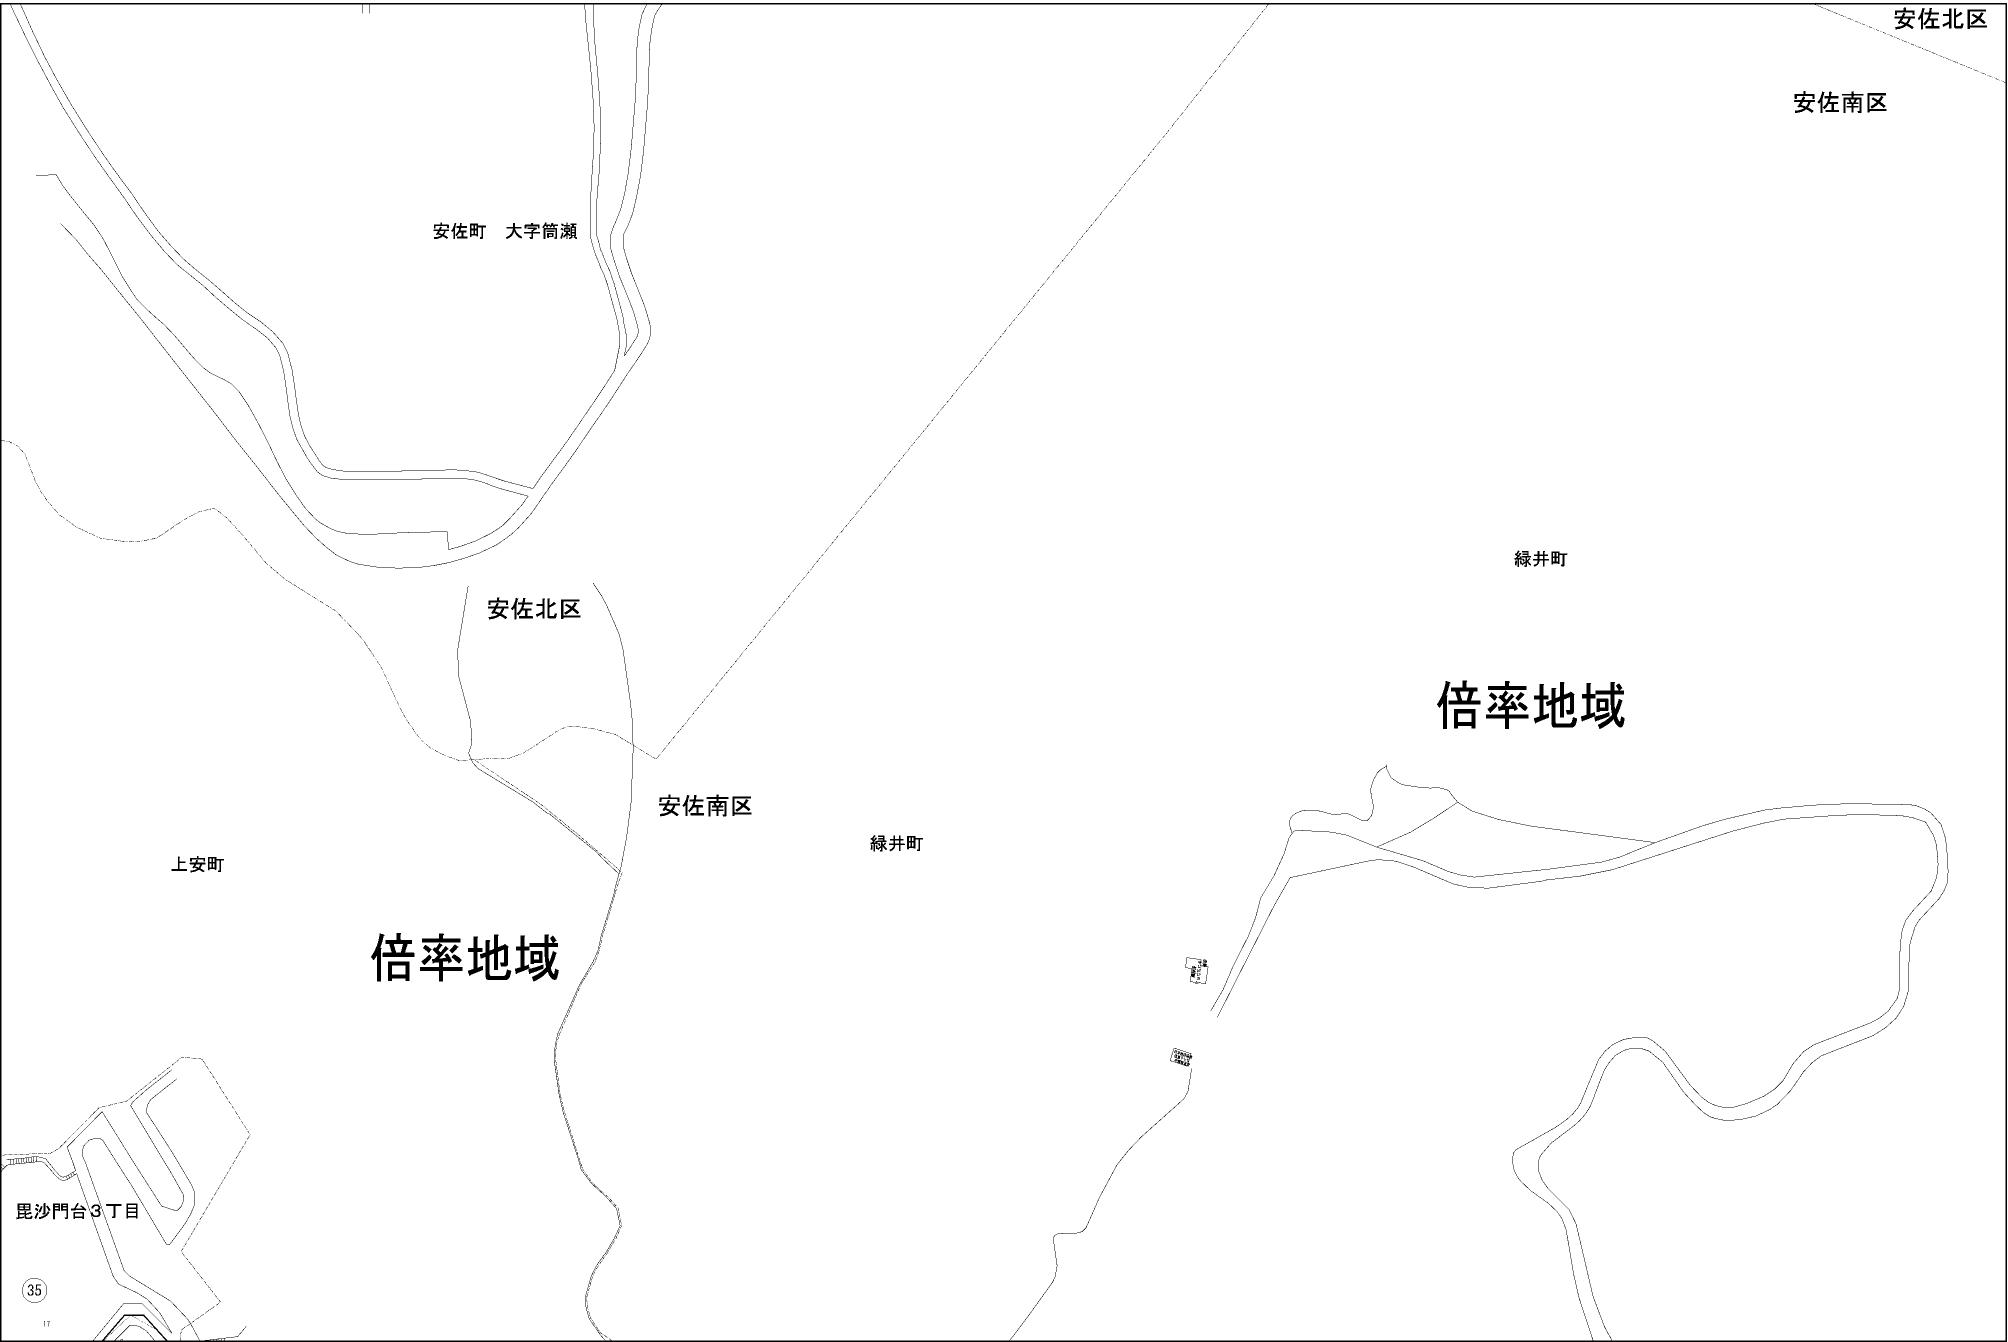 安佐北区
安佐南区
安佐町　大字筒瀬
緑井町
安佐北区
倍率地域
安佐南区
緑井町
上安町
倍率地域
毘沙門台３丁目
35
17